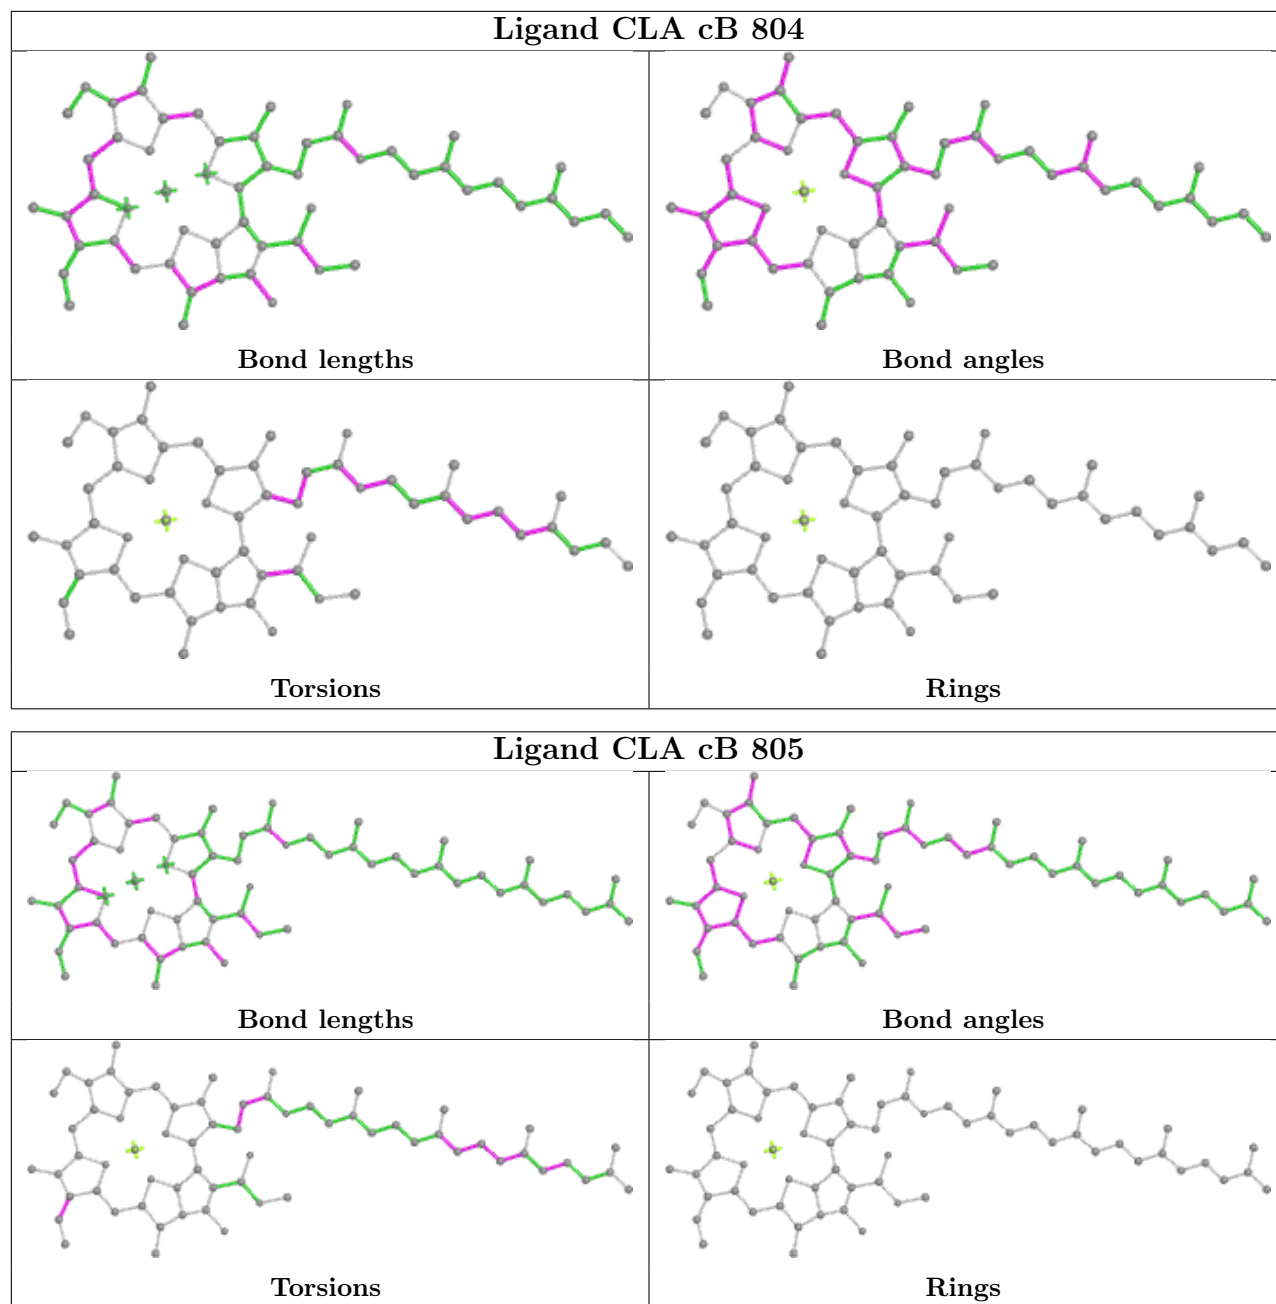 Ligand CLA cB 804
Bond lengths
Bond angles
Torsions
Rings
Ligand CLA cB 805
Bond lengths
Bond angles
Torsions
Rings